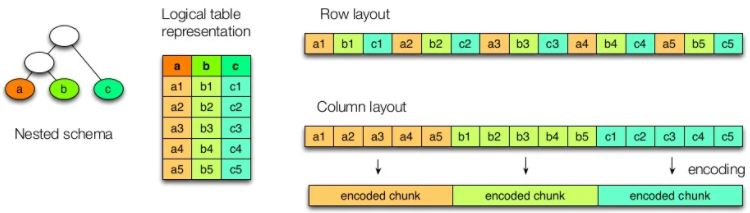 a b c
Nested schema
Logical table
representation
a b c
a1 b1 c1
a2 b2 c2
a3 b3 c3
a4 b4 c4
a5 b5 c5
Row layout
a1 b1 c1 a2 b2 c2 a3 b3 c3 a4 b4 c4 a5 b5 c5
Column layout
a1 a2 a3 a4 a5 b1 b2 b3 b4 b5 c1 c2 c3 c4 c5
encoding
encoded chunk encoded chunk encoded chunk